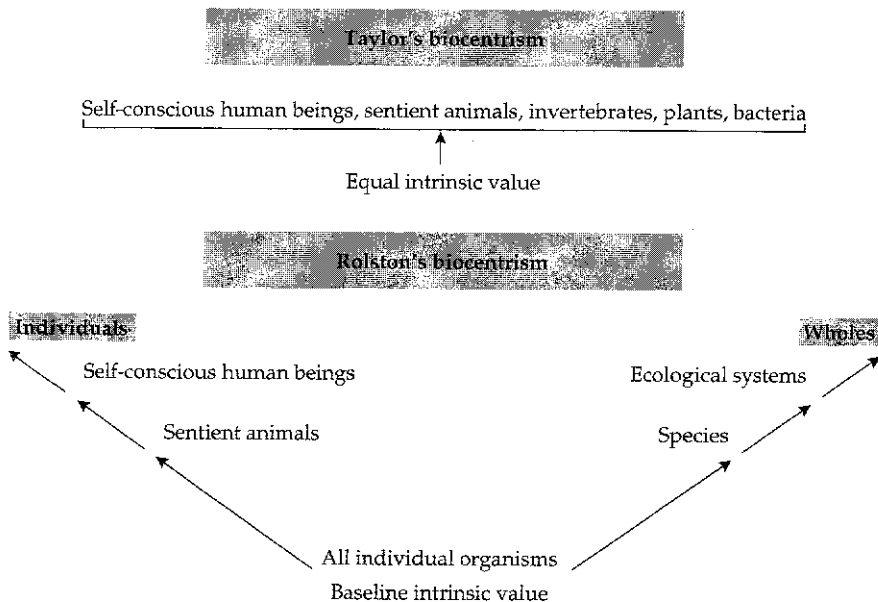 Taylor's biocentrism
Self-conscious human beings, sentient animals, invertebrates, plants, bacteria
Equal intrinsic value
Rolston's biocentrism
Individuals
Wholes
Self-conscious human beings
Ecological systems
Sentient animals
Species
All individual organisms
Baseline intrinsic value